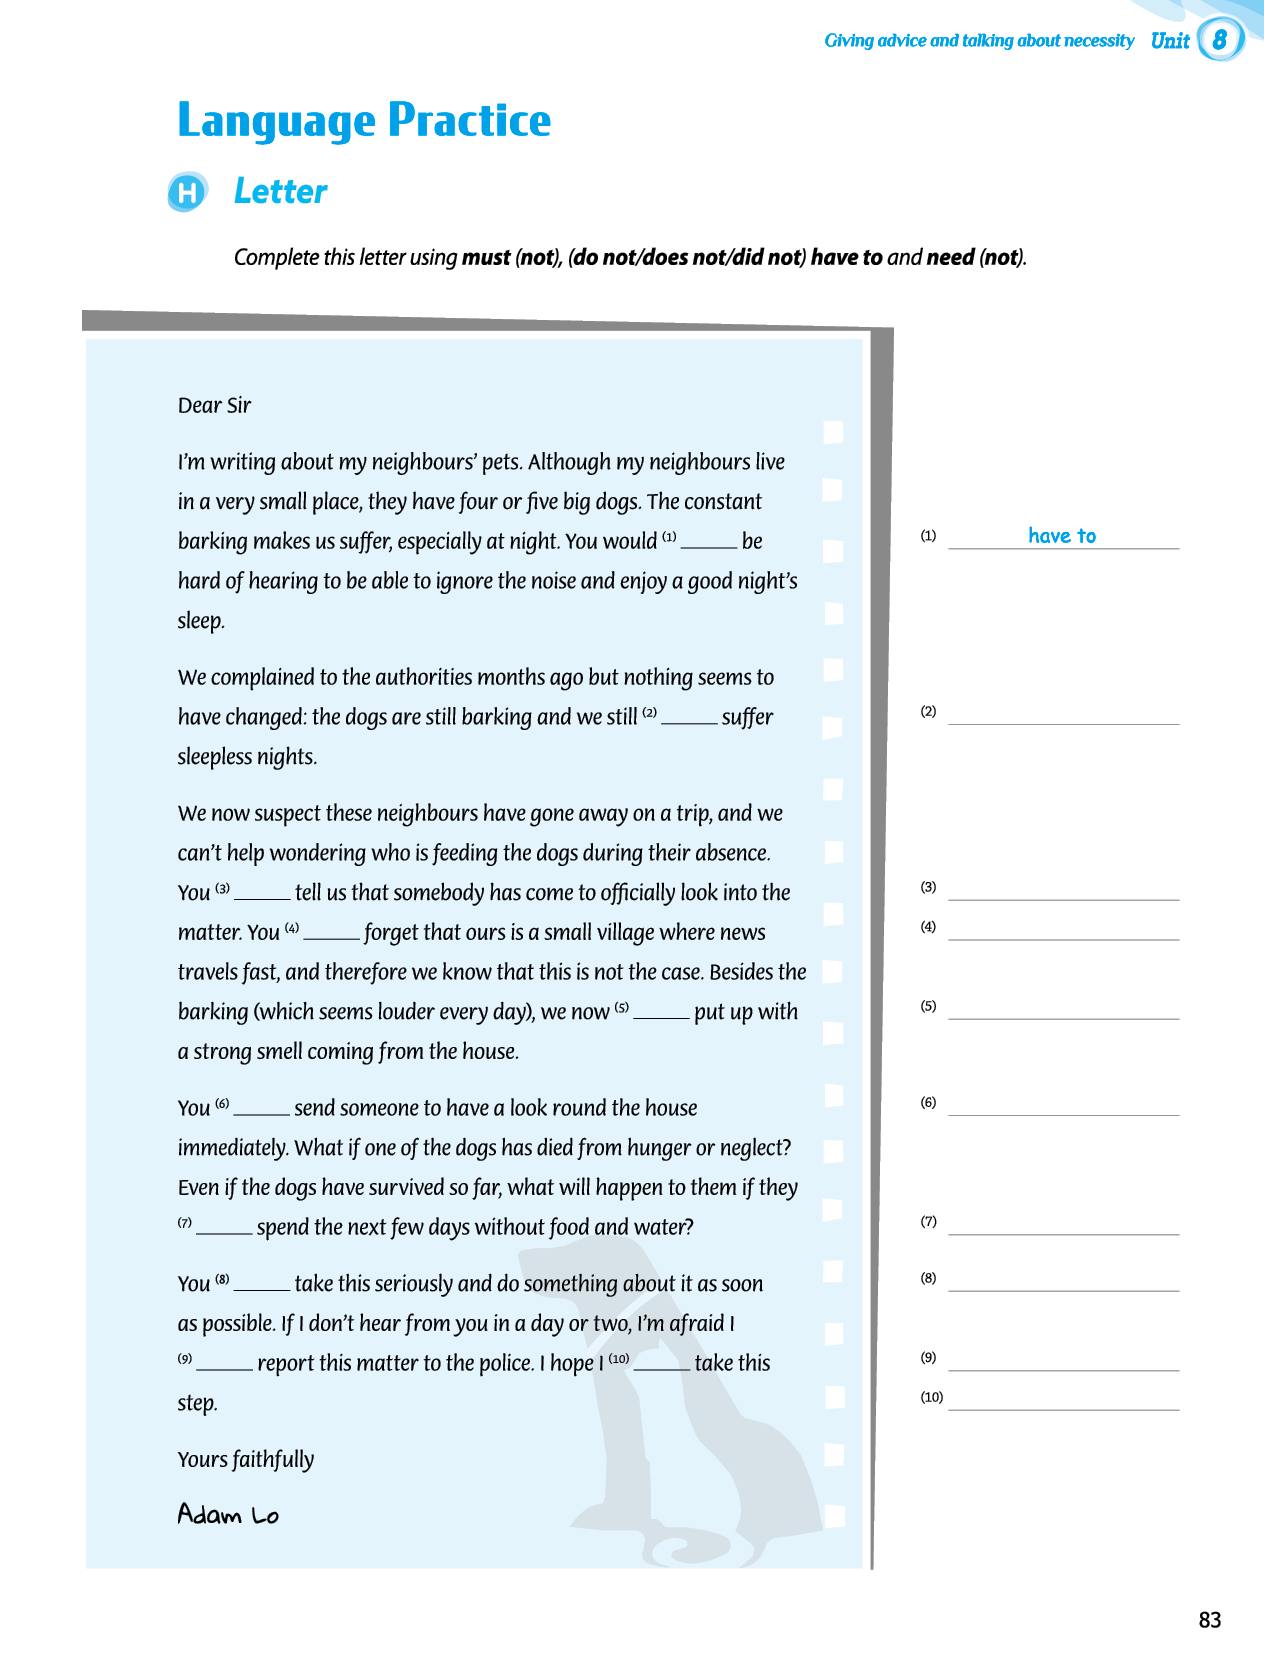 Giving advice and talking about necessity Unit 8
Language Practice
H Letter
Complete this letter using must (not), (do not/does not/did not) have to and need (not).
Dear Sir
I'm writing about my neighbours' pets. Although my neighbours live
in a very small place, they have four or five big dogs. The constant
barking makes us suffer, especially at night. You would (1) ______ be
hard of hearing to be able to ignore the noise and enjoy a good night's
sleep.
(1) have to
We complained to the authorities months ago but nothing seems to
have changed: the dogs are still barking and we still (2) ______ suffer
sleepless nights.
(2)
We now suspect these neighbours have gone away on a trip, and we
can't help wondering who is feeding the dogs during their absence.
You (3) ______ tell us that somebody has come to officially look into the
matter. You (4) ______ forget that ours is a small village where news
travels fast, and therefore we know that this is not the case. Besides the
barking (which seems louder every day), we now (5) ______ put up with
a strong smell coming from the house.
(3)
(4)
(5)
You (6) ______ send someone to have a look round the house
immediately. What if one of the dogs has died from hunger or neglect?
Even if the dogs have survived so far, what will happen to them if they
(7) ______ spend the next few days without food and water?
(6)
(7)
You (8) ______ take this seriously and do something about it as soon
as possible. If I don't hear from you in a day or two, I'm afraid I
(9) ______ report this matter to the police. I hope I (10) ______ take this
step.
(8)
(9)
(10)
Yours faithfully
Adam Lo
83